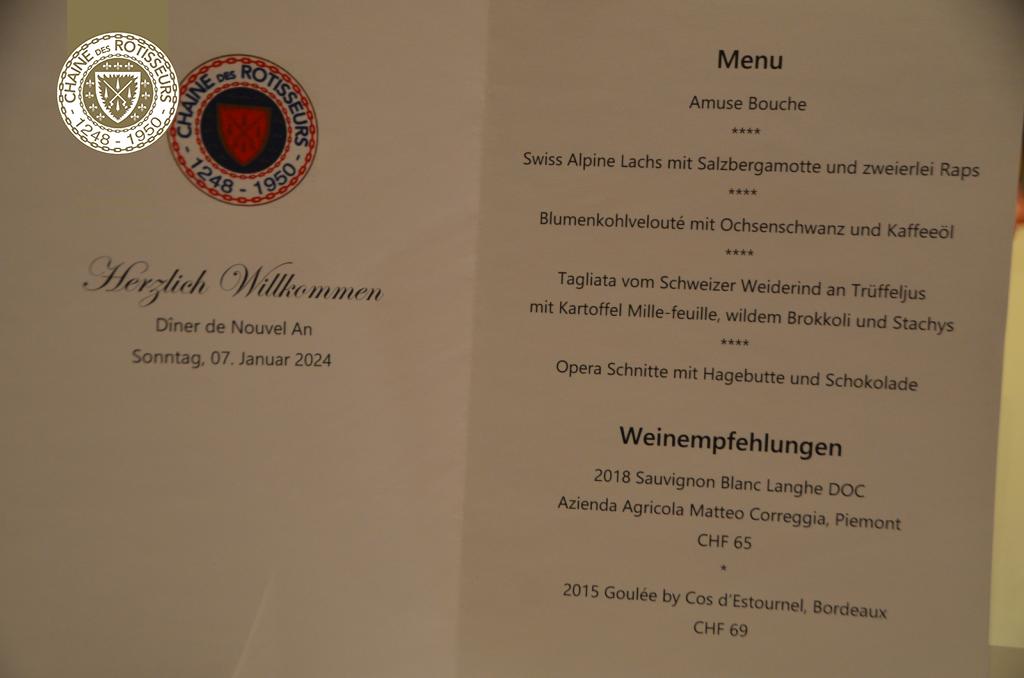 CHAINE DES ROTISSEURS
1248 - 1950
CHAINE DES ROTISSEURS
1248 - 1950
Herzlich Willkommen
Dîner de Nouvel An
Sonntag, 07. Januar 2024
Menu
Amuse Bouche
****
Swiss Alpine Lachs mit Salzbergamotte und zweierlei Raps
****
Blumenkohlvelouté mit Ochsenschwanz und Kaffeeöl
****
Tagliata vom Schweizer Weiderind an Trüffeljus
mit Kartoffel Mille-feuille, wildem Brokkoli und Stachys
****
Opera Schnitte mit Hagebutte und Schokolade
Weinempfehlungen
2018 Sauvignon Blanc Langhe DOC
Azienda Agricola Matteo Correggia, Piemont
CHF 65
*
2015 Goulée by Cos d'Estournel, Bordeaux
CHF 69